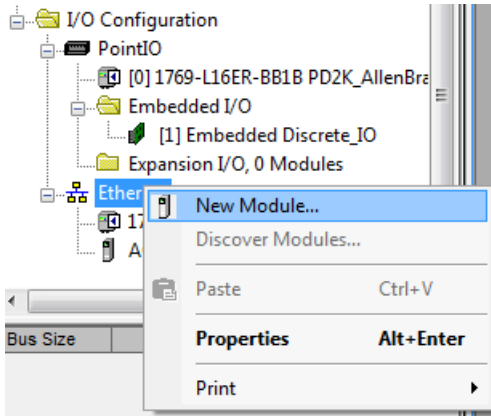 I/O Configuration
PointIO
[0] 1769-L16ER-BB1B PD2K_AllenBra
Embedded I/O
[1] Embedded Discrete_IO
Expansion I/O, 0 Modules
Ether
New Module...
17
Discover Modules...
A
Paste Ctrl+V
Bus Size
Properties Alt+Enter
Print